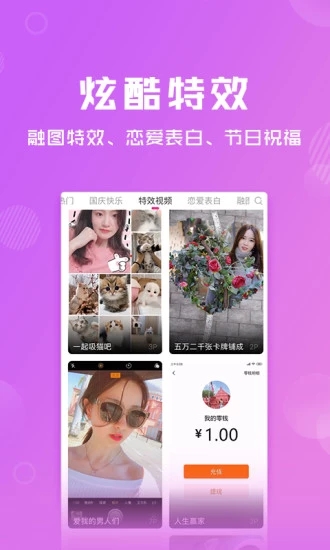 炫酷特效
融图特效、恋爱表白、节日祝福
热门 国庆快乐 特效视频 恋爱表白 融图
一起吸猫吧 3P
五万二千张卡牌铺成 2P
我的零钱
¥1.00
充值
提现
爱我的男人们
人生赢家